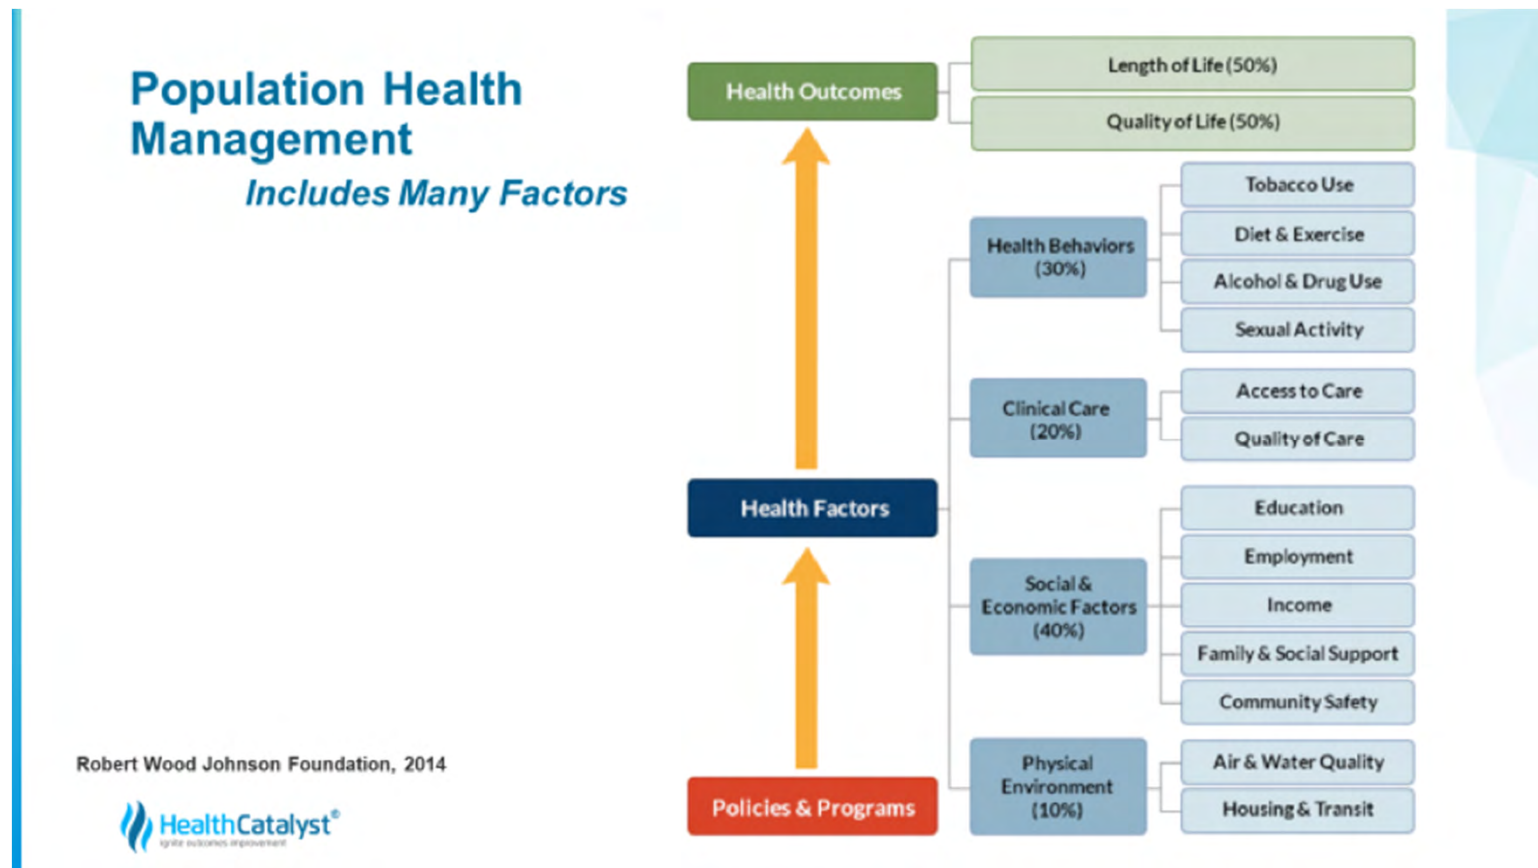 Population Health
Management
Includes Many Factors
Health Outcomes
Length of Life (50%)
Quality of Life (50%)
Health Factors
Health Behaviors
(30%)
Tobacco Use
Diet & Exercise
Alcohol & Drug Use
Sexual Activity
Clinical Care
(20%)
Access to Care
Quality of Care
Social &
Economic Factors
(40%)
Education
Employment
Income
Family & Social Support
Community Safety
Physical
Environment
(10%)
Air & Water Quality
Housing & Transit
Policies & Programs
Robert Wood Johnson Foundation, 2014
HealthCatalyst®
ignite outcomes improvement